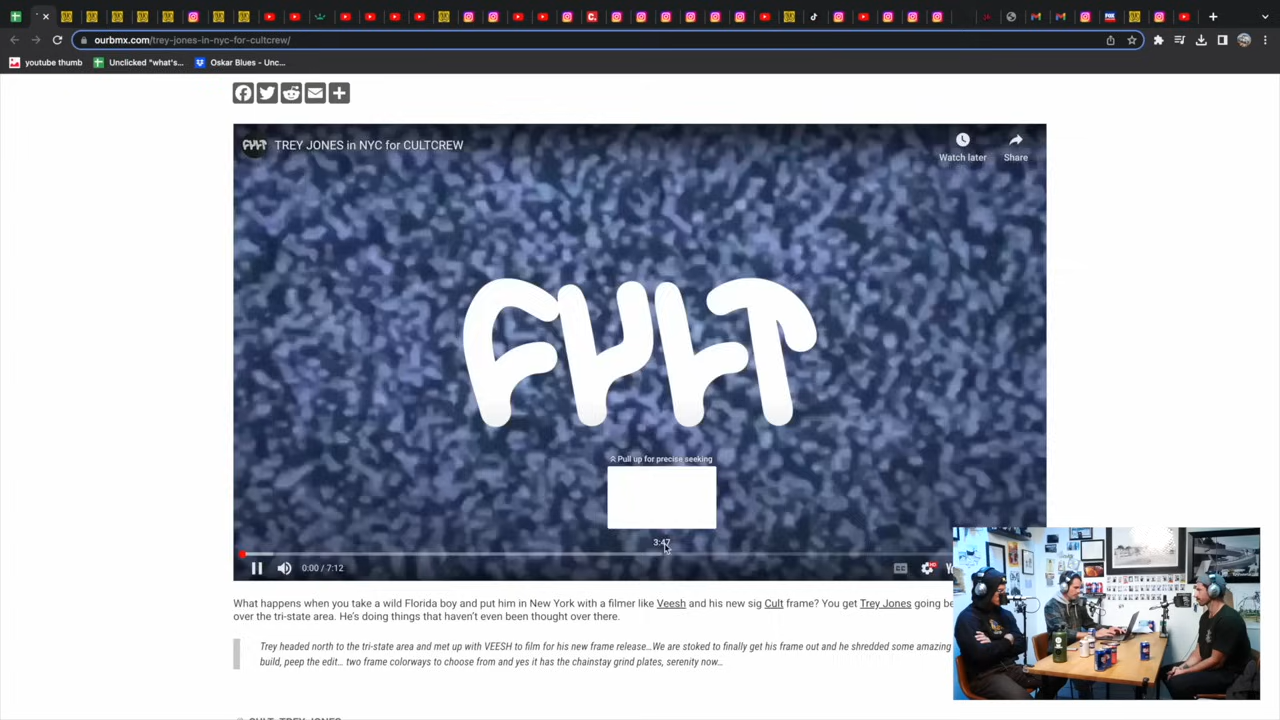 ourbmx.com/trey-jones-in-nyc-for-cultcrew/
youtube thumb
Unclicked "what's...
Oskar Blues - Unc...
CVLT
TREY JONES in NYC for CULTCREW
Watch later
Share
CVLT
Pull up for precise seeking
3:47
0:00 / 7:12
CC
HD
What happens when you take a wild Florida boy and put him in New York with a filmer like Veesh and his new sig Cult frame? You get Trey Jones going be
over the tri-state area. He's doing things that haven't even been thought over there.
Trey headed north to the tri-state area and met up with VEESH to film for his new frame release...We are stoked to finally get his frame out and he shredded some amazing
build, peep the edit... two frame colorways to choose from and yes it has the chainstay grind plates, serenity now...
CULT, TREY JONES